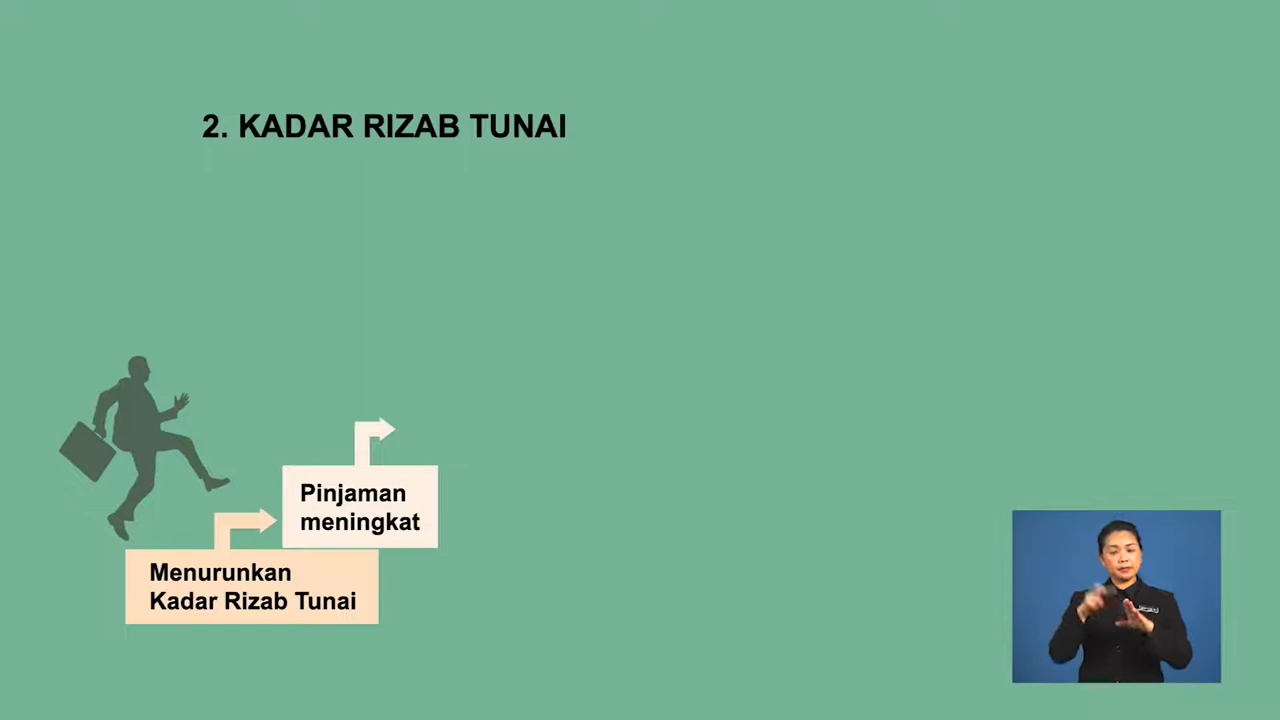 2. KADAR RIZAB TUNAI
Pinjaman
meningkat
Menurunkan
Kadar Rizab Tunai